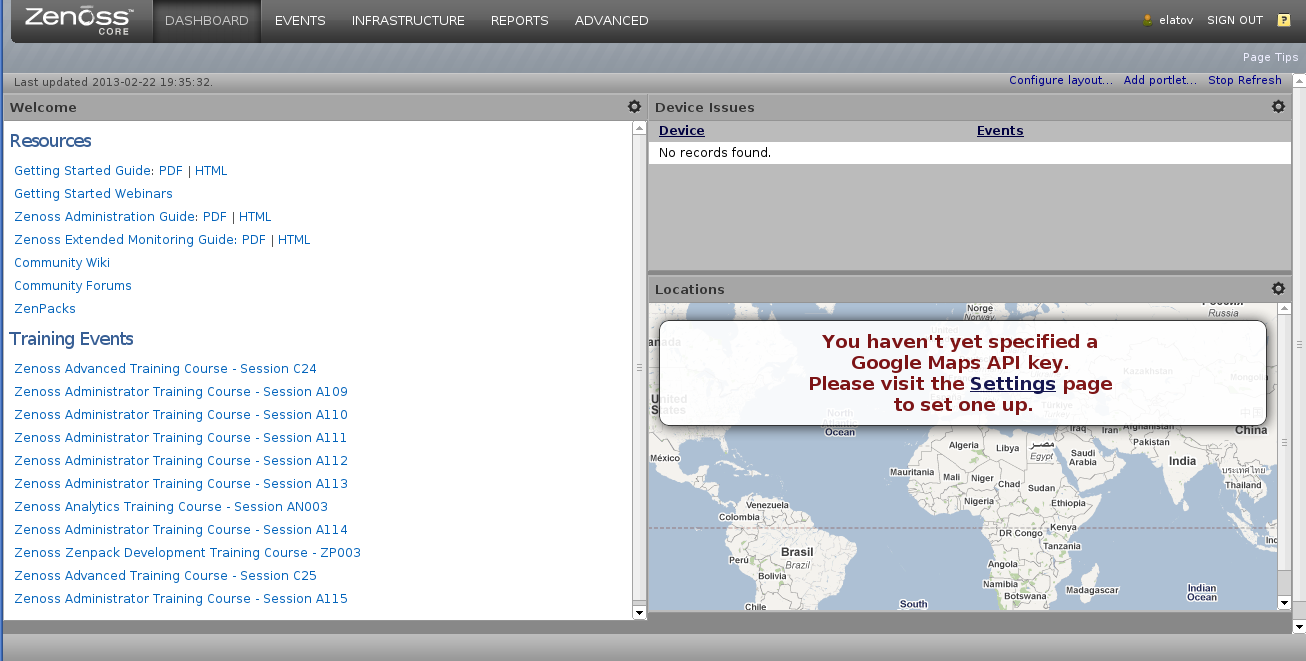 Zenoss™ CORE
DASHBOARD EVENTS INFRASTRUCTURE REPORTS ADVANCED elatov SIGN OUT ?
Page Tips
Last updated 2013-02-22 19:35:32. Configure layout... Add portlet... Stop Refresh
Welcome
Resources
Getting Started Guide: PDF | HTML
Getting Started Webinars
Zenoss Administration Guide: PDF | HTML
Zenoss Extended Monitoring Guide: PDF | HTML
Community Wiki
Community Forums
ZenPacks
Training Events
Zenoss Advanced Training Course - Session C24
Zenoss Administrator Training Course - Session A109
Zenoss Administrator Training Course - Session A110
Zenoss Administrator Training Course - Session A111
Zenoss Administrator Training Course - Session A112
Zenoss Administrator Training Course - Session A113
Zenoss Analytics Training Course - Session AN003
Zenoss Administrator Training Course - Session A114
Zenoss Zenpack Development Training Course - ZP003
Zenoss Advanced Training Course - Session C25
Zenoss Administrator Training Course - Session A115
Device Issues
Device Events
No records found.
Locations
Norge
Norway
Russia
You haven't yet specified a
Google Maps API key.
Please visit the Settings page
to set one up.
Kazakhstan
United
States
North
Atlantic
Ocean
Türkiye
Turkey
Iraq Iran Afghanistan
China
Pakistan
México
Algeria Libya مصر
Egypt
Saudi
Arabia
India
ประเทศไทย
Thailand
Mauritania
Mali Niger Chad Sudan
Nigeria Ethiopia
Venezuela
Colombia
DR Congo Kenya
Tanzania
Perú
Brasil
Brazil
Bolivia
Angola
Namibia
Botswana
Madagascar
Indian
Ocean
Chile
South